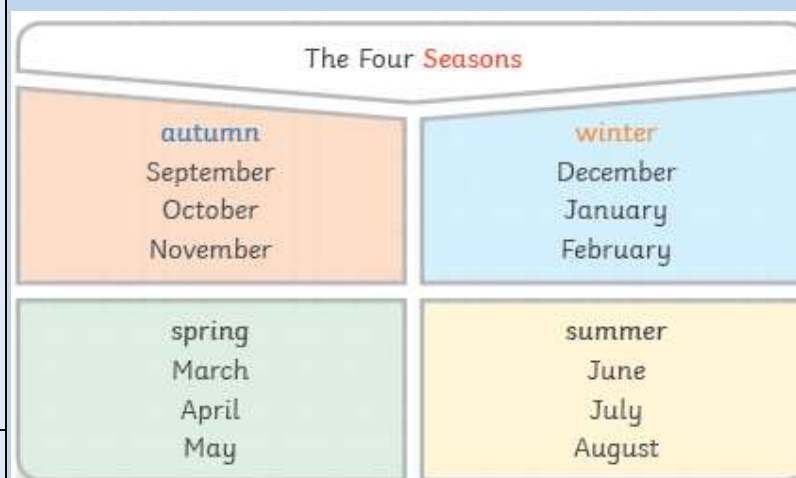 The Four Seasons
autumn
September
October
November
winter
December
January
February
spring
March
April
May
summer
June
July
August